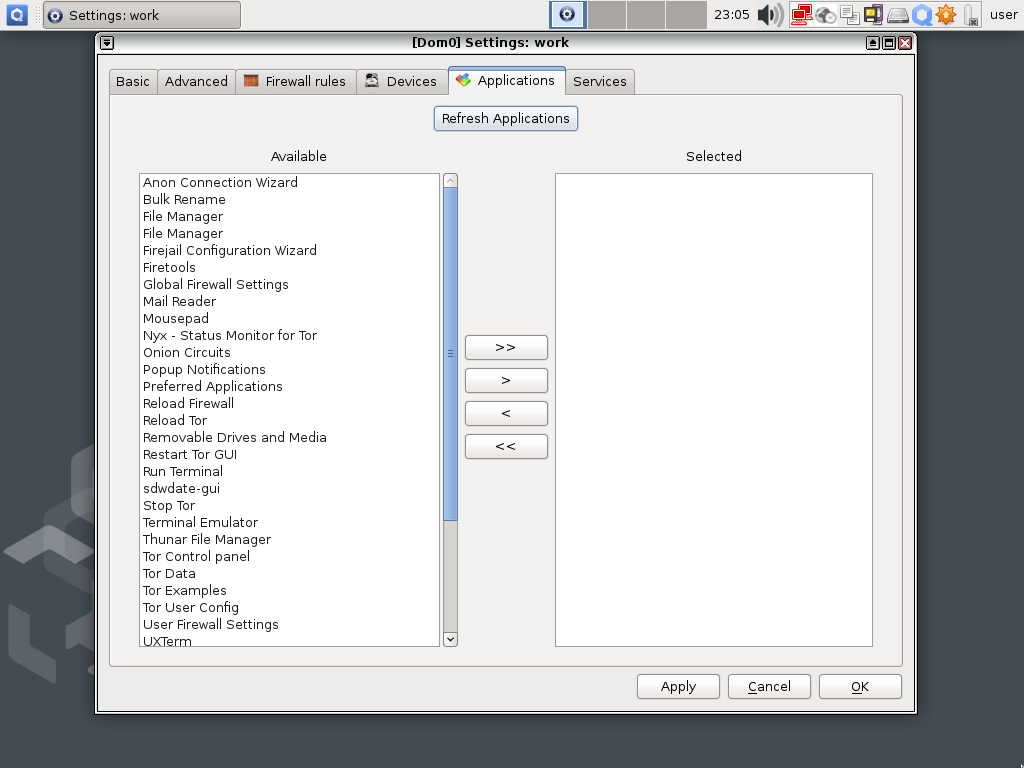 Settings: work
23:05
user
[Dom0] Settings: work
Basic
Advanced
Firewall rules
Devices
Applications
Services
Refresh Applications
Available
Selected
Anon Connection Wizard
Bulk Rename
File Manager
File Manager
Firejail Configuration Wizard
Firetools
Global Firewall Settings
Mail Reader
Mousepad
Nyx - Status Monitor for Tor
Onion Circuits
Popup Notifications
Preferred Applications
Reload Firewall
Reload Tor
Removable Drives and Media
Restart Tor GUI
Run Terminal
sdwdate-gui
Stop Tor
Terminal Emulator
Thunar File Manager
Tor Control panel
Tor Data
Tor Examples
Tor User Config
User Firewall Settings
UXTerm
>>
>
<
<<
Apply
Cancel
OK